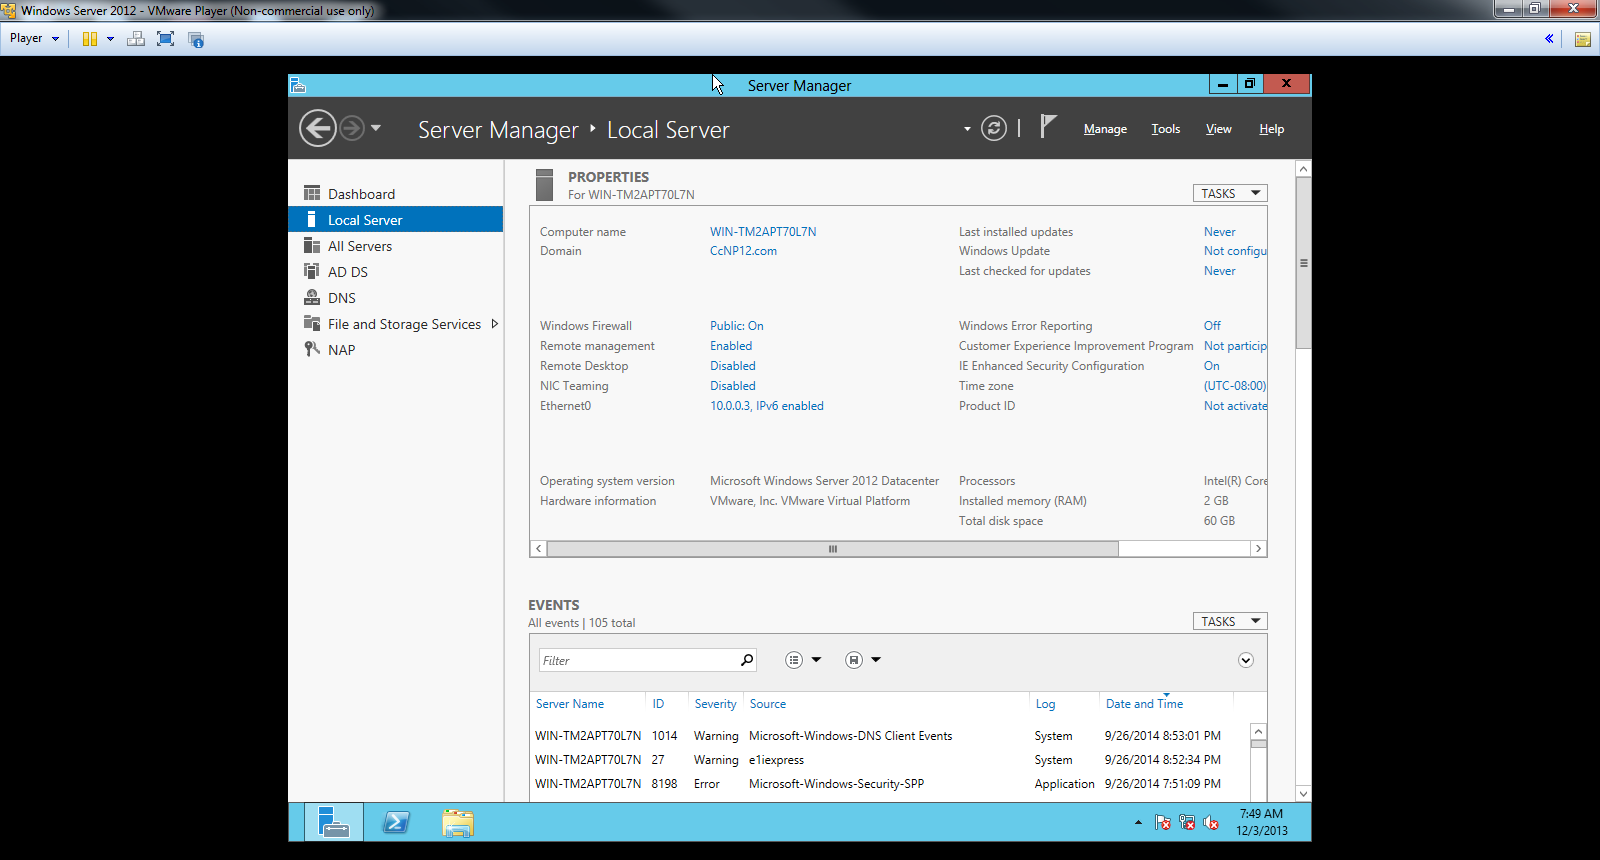 Windows Server 2012 - VMware Player (Non-commercial use only)
Player
Server Manager
Server Manager ‣ Local Server
Manage Tools View Help
Dashboard
Local Server
All Servers
AD DS
DNS
File and Storage Services
NAP
PROPERTIES
For WIN-TM2APT70L7N
TASKS
Computer name WIN-TM2APT70L7N Last installed updates Never
Domain CcNP12.com Windows Update Not configu
Last checked for updates Never
Windows Firewall Public: On Windows Error Reporting Off
Remote management Enabled Customer Experience Improvement Program Not particip
Remote Desktop Disabled IE Enhanced Security Configuration On
NIC Teaming Disabled Time zone (UTC-08:00)
Ethernet0 10.0.0.3, IPv6 enabled Product ID Not activate
Operating system version Microsoft Windows Server 2012 Datacenter Processors Intel(R) Core
Hardware information VMware, Inc. VMware Virtual Platform Installed memory (RAM) 2 GB
Total disk space 60 GB
EVENTS
All events | 105 total
TASKS
Filter
Server Name ID Severity Source Log Date and Time
WIN-TM2APT70L7N 1014 Warning Microsoft-Windows-DNS Client Events System 9/26/2014 8:53:01 PM
WIN-TM2APT70L7N 27 Warning e1iexpress System 9/26/2014 8:52:34 PM
WIN-TM2APT70L7N 8198 Error Microsoft-Windows-Security-SPP Application 9/26/2014 7:51:09 PM
7:49 AM
12/3/2013